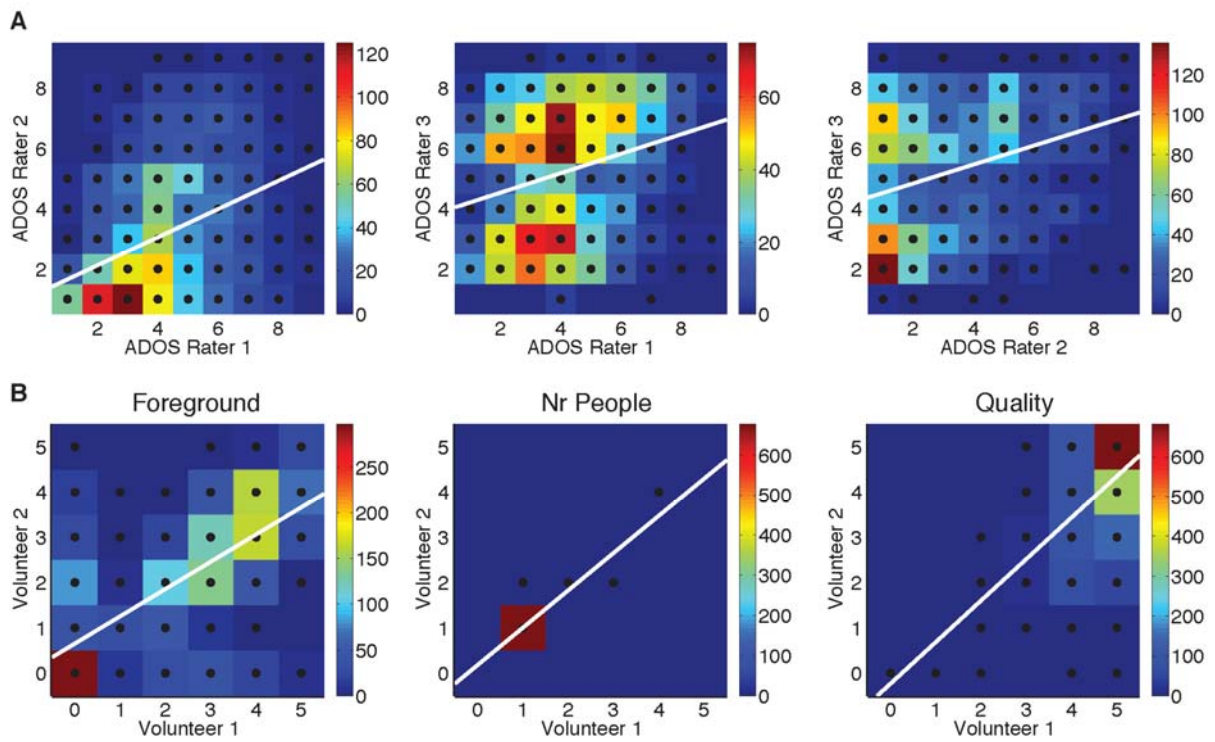 A
ADOS Rater 2
8
6
4
2
2 4 6 8
ADOS Rater 1
120
100
80
60
40
20
0
ADOS Rater 3
8
6
4
2
2 4 6 8
ADOS Rater 1
60
40
20
0
ADOS Rater 3
8
6
4
2
2 4 6 8
ADOS Rater 2
120
100
80
60
40
20
0
B
Foreground
Volunteer 2
5
4
3
2
1
0
0 1 2 3 4 5
Volunteer 1
250
200
150
100
50
0
Nr People
Volunteer 2
5
4
3
2
1
0
0 1 2 3 4 5
Volunteer 1
600
500
400
300
200
100
0
Quality
Volunteer 2
5
4
3
2
1
0
0 1 2 3 4 5
Volunteer 1
600
500
400
300
200
100
0